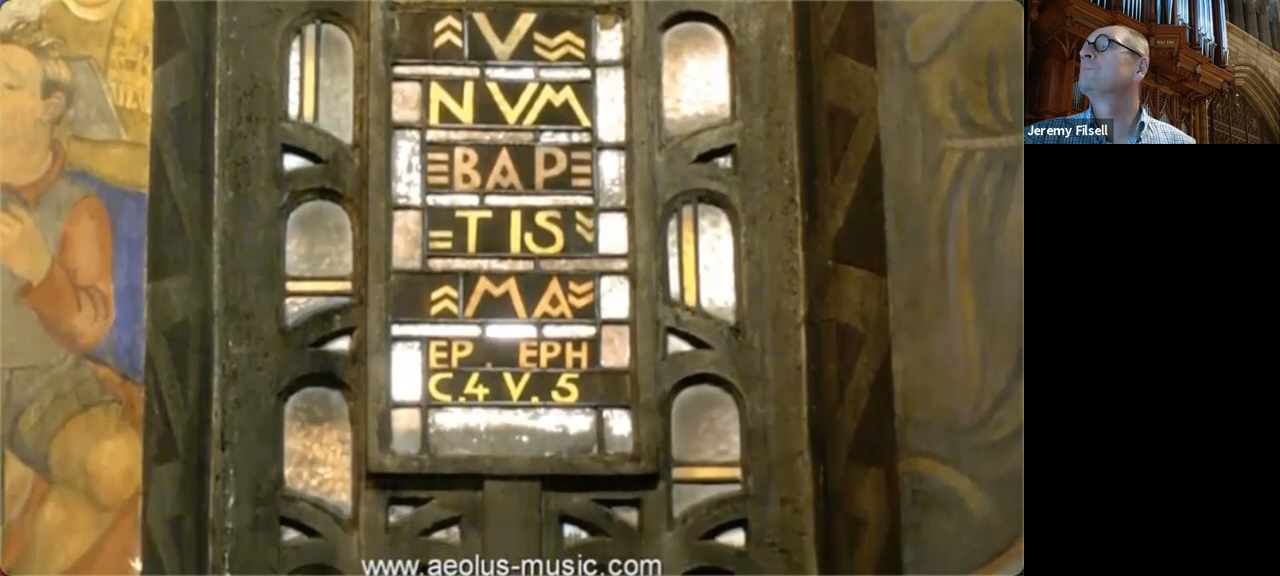 V
NVM
BAP
TIS
MA
EP. EPH
C.4 V.5
www.aeolus-music.com
Jeremy Filsell